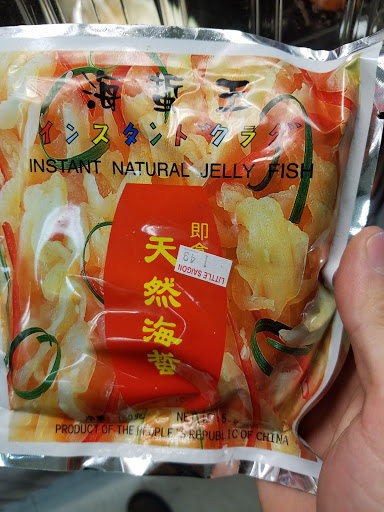 海華王
インスタントクラゲ
INSTANT NATURAL JELLY FISH
即食
天然海蜇
LITTLE SAIGON
1.49
NET
PRODUCT OF THE PEOPLE'S REPUBLIC OF CHINA